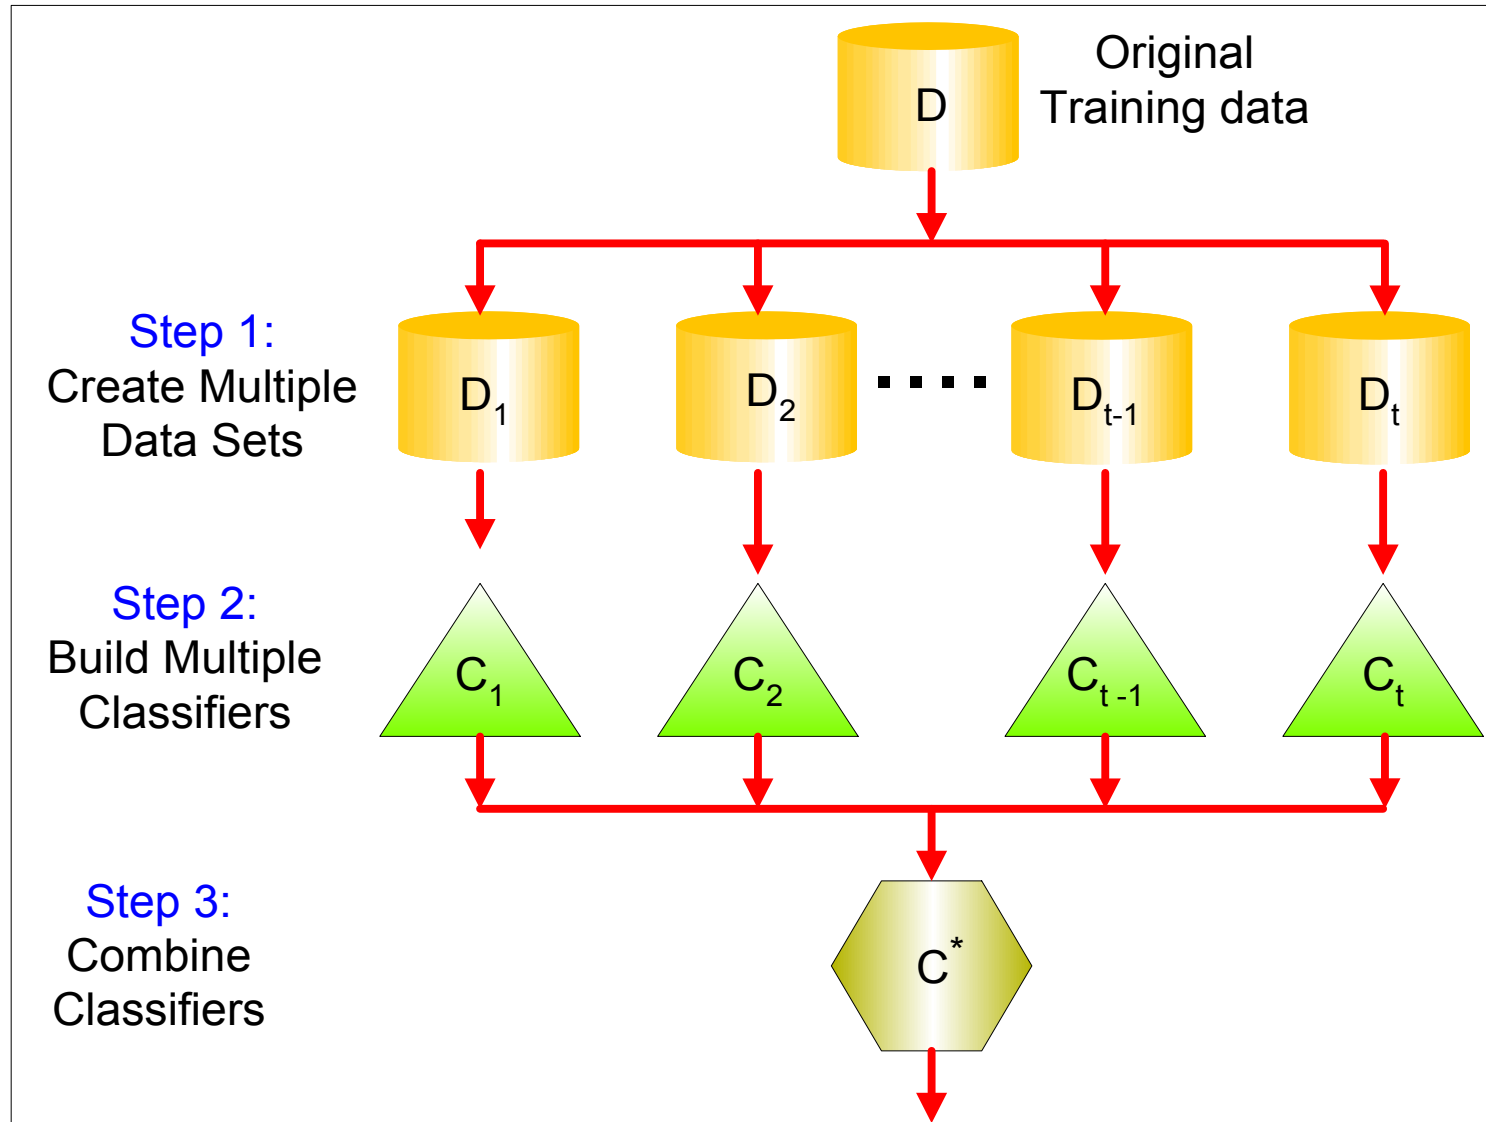 D
Original
Training data
Step 1:
Create Multiple
Data Sets
D1
D2
....
Dt-1
Dt
Step 2:
Build Multiple
Classifiers
C1
C2
Ct -1
Ct
Step 3:
Combine
Classifiers
C*